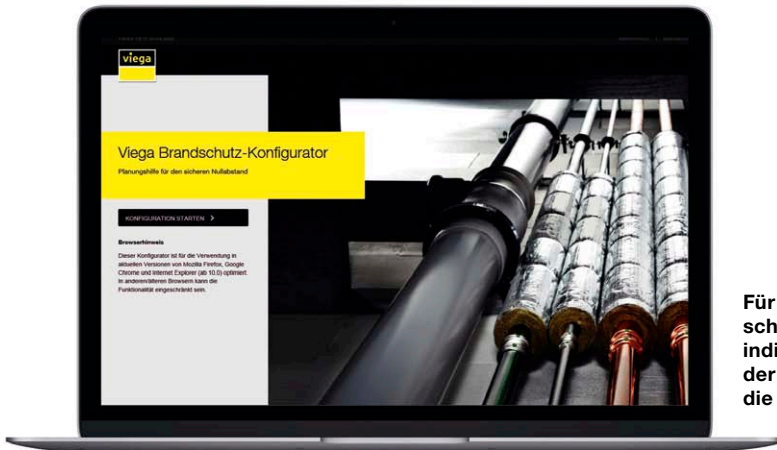 viega
Viega Brandschutz-Konfigurator
Planungshilfe für den sicheren Nullabstand
KONFIGURATION STARTEN >
Browserhinweis
Dieser Konfigurator ist für die Verwendung in
aktuellen Versionen von Mozilla Firefox, Google
Chrome und Internet Explorer (ab 10.0) optimiert.
In anderen/älteren Browsern kann die
Funktionalität eingeschränkt sein.
Für
sch
indi
der
die